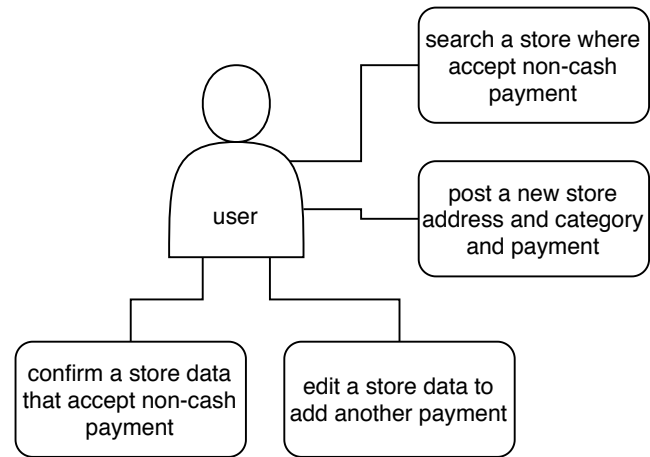 search a store where
accept non-cash
payment
user
post a new store
address and category
and payment
confirm a store data
that accept non-cash
payment
edit a store data to
add another payment